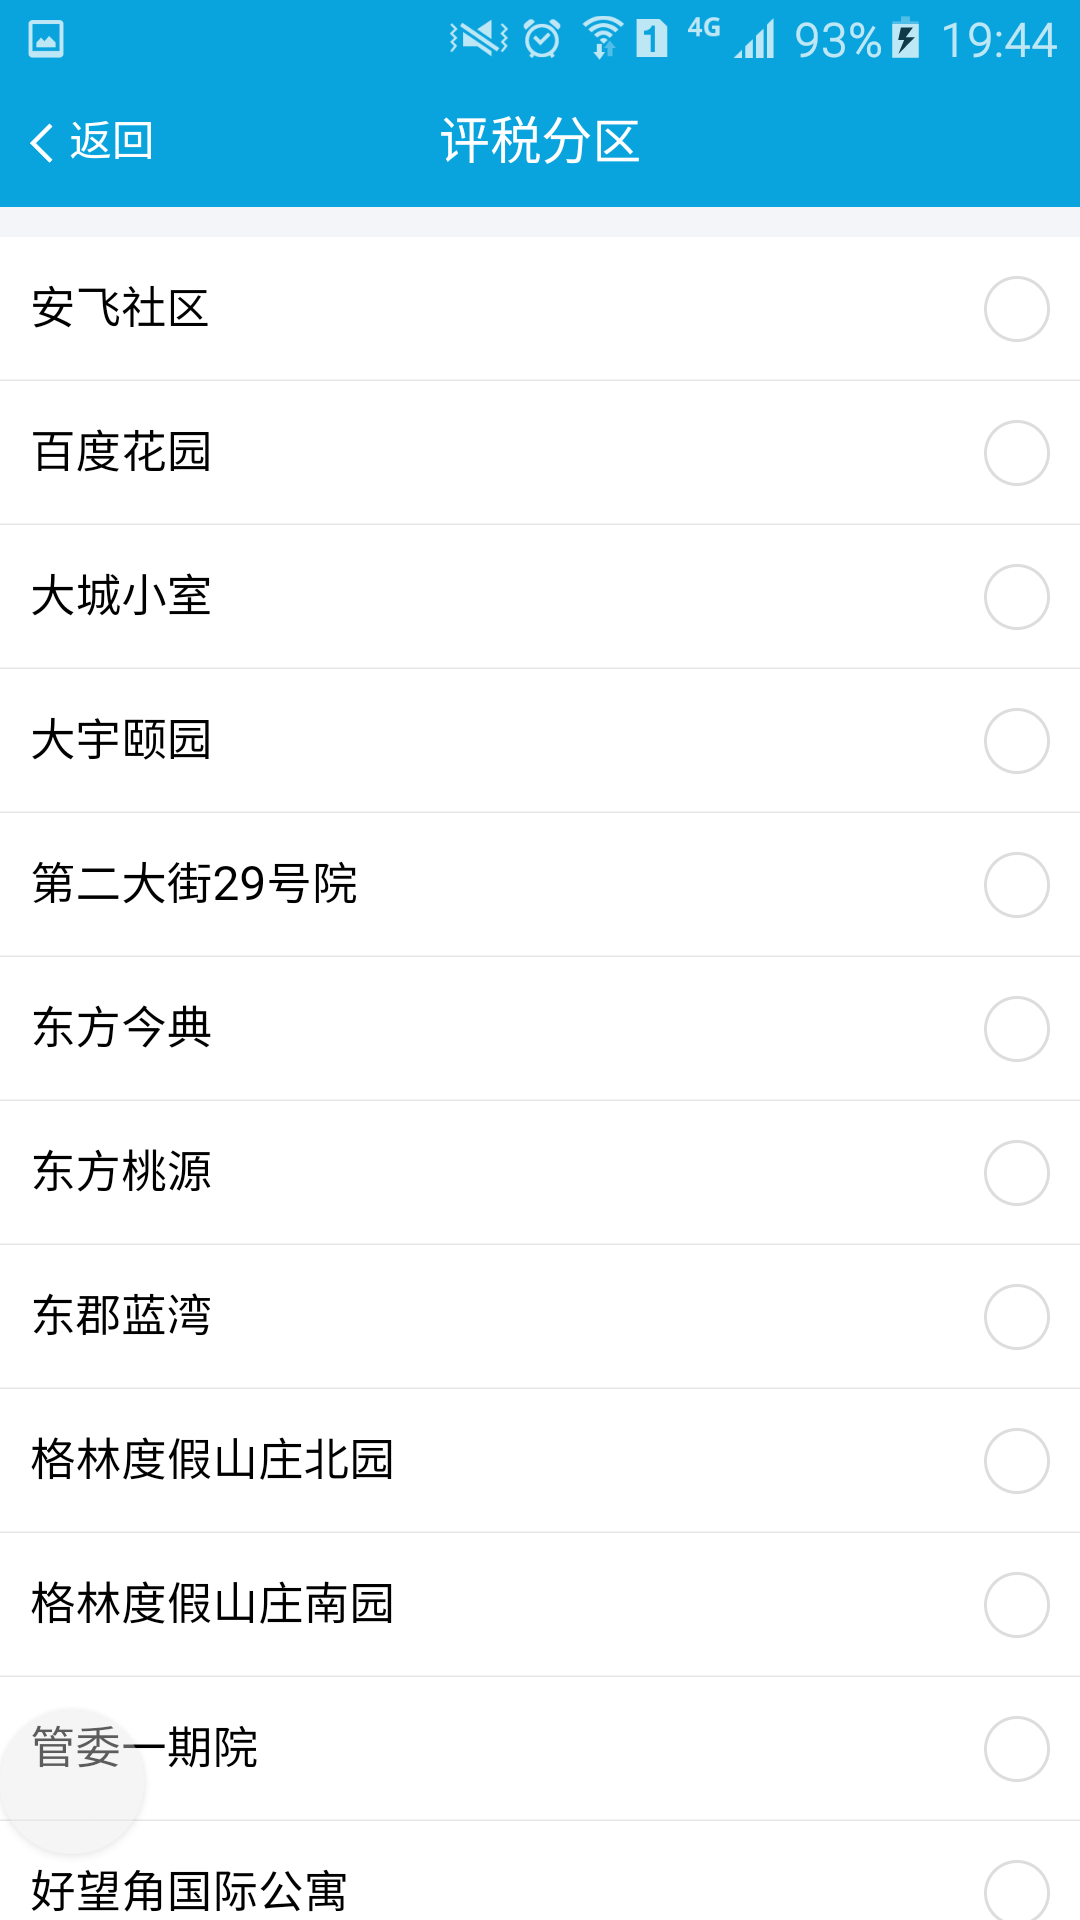 1 4G 93% 19:44
返回 评税分区
安飞社区
百度花园
大城小室
大宇颐园
第二大街29号院
东方今典
东方桃源
东郡蓝湾
格林度假山庄北园
格林度假山庄南园
管委一期院
好望角国际公寓